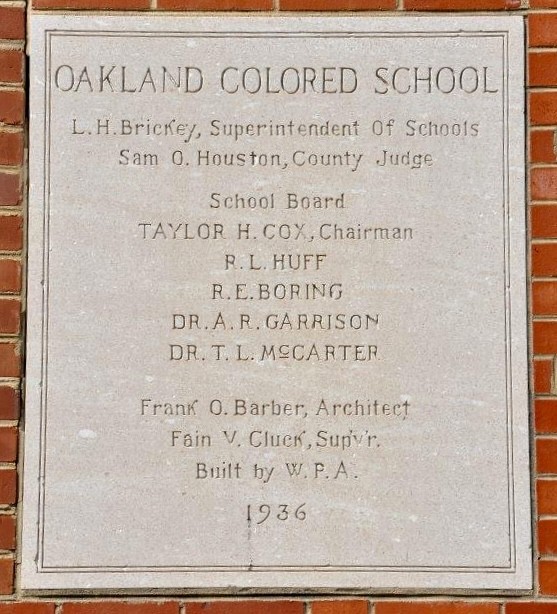 OAKLAND COLORED SCHOOL
L.H. Brickey, Superintendent Of Schools
Sam O. Houston, County Judge
School Board
TAYLOR H. COX, Chairman
R. L. HUFF
R. E. BORING
DR. A. R. GARRISON
DR. T. L. McCARTER
Frank O. Barber, Architect
Fain V. Cluck, Sup'v'r.
Built by W. P. A.
1936